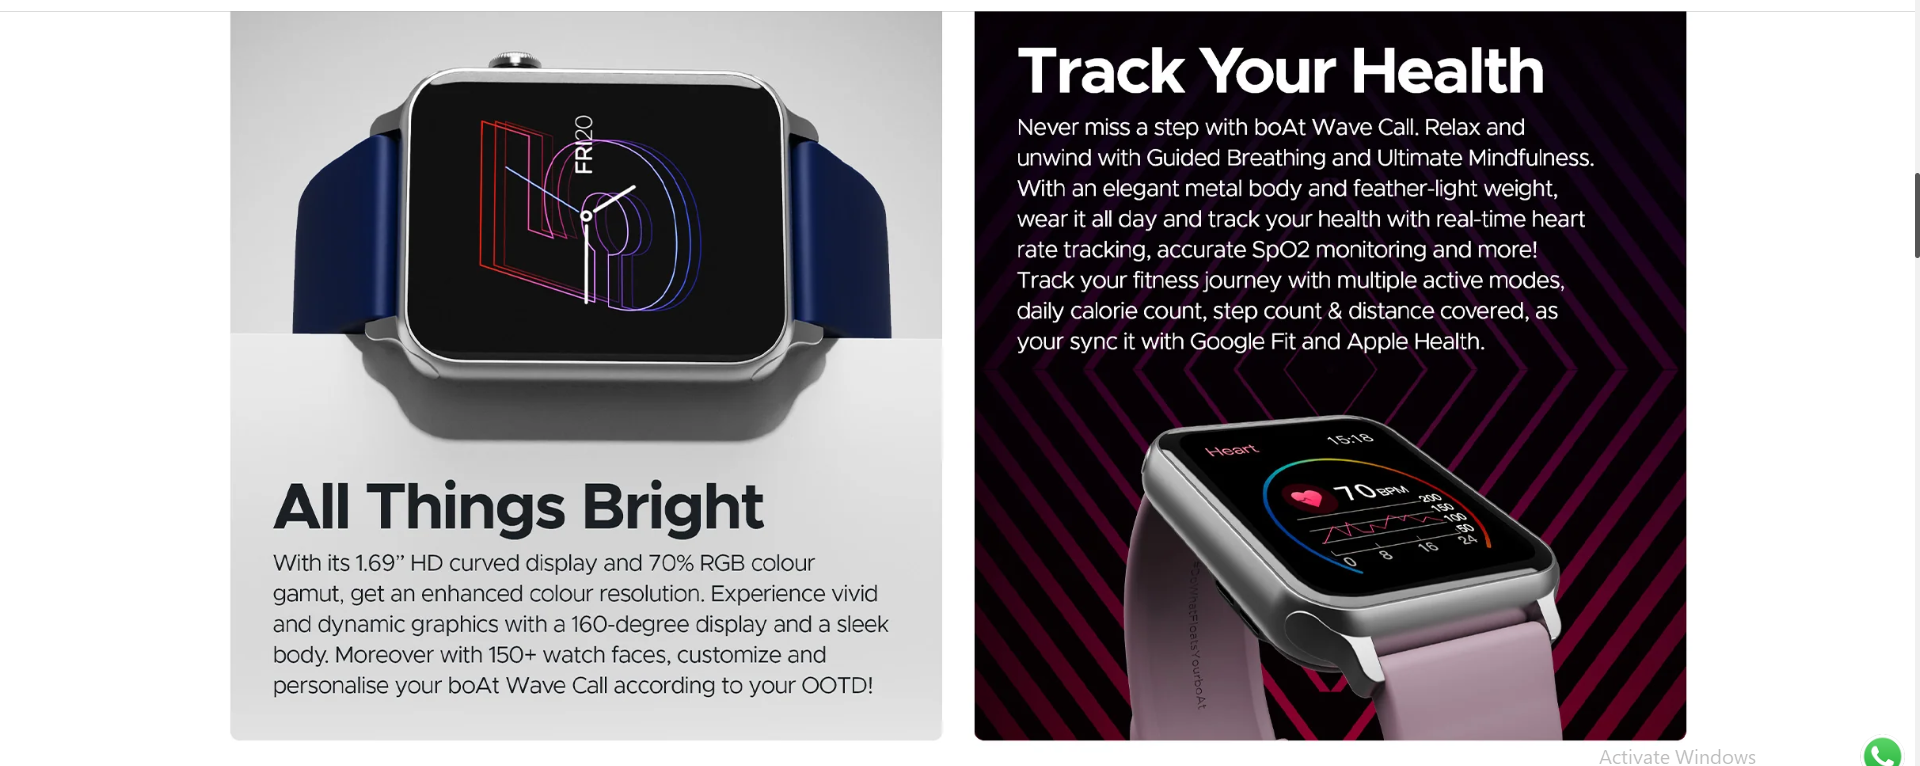 FRI 20
All Things Bright
With its 1.69” HD curved display and 70% RGB colour
gamut, get an enhanced colour resolution. Experience vivid
and dynamic graphics with a 160-degree display and a sleek
body. Moreover with 150+ watch faces, customize and
personalise your boAt Wave Call according to your OOTD!
Track Your Health
Never miss a step with boAt Wave Call. Relax and
unwind with Guided Breathing and Ultimate Mindfulness.
With an elegant metal body and feather-light weight,
wear it all day and track your health with real-time heart
rate tracking, accurate SpO2 monitoring and more!
Track your fitness journey with multiple active modes,
daily calorie count, step count & distance covered, as
your sync it with Google Fit and Apple Health.
Heart 15:18
70 BPM
200
150
100
50
0 8 16 24
#DoWhatFloatsYourboAt
Activate Windows